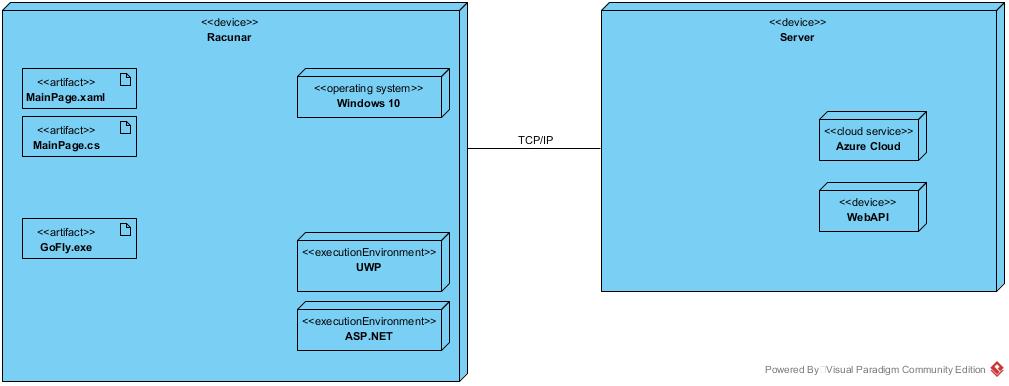 <<device>>
Racunar
<<artifact>>
MainPage.xaml
<<artifact>>
MainPage.cs
<<artifact>>
GoFly.exe
<<operating system>>
Windows 10
<<executionEnvironment>>
UWP
<<executionEnvironment>>
ASP.NET
TCP/IP
<<device>>
Server
<<cloud service>>
Azure Cloud
<<device>>
WebAPI
Powered By Visual Paradigm Community Edition